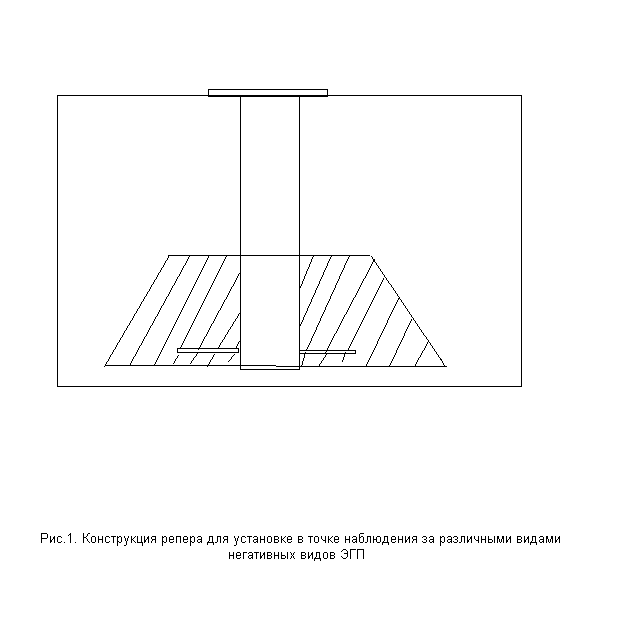 Рис.1. Конструкция репера для установке в точке наблюдения за различными видами
негативных видов ЭГП